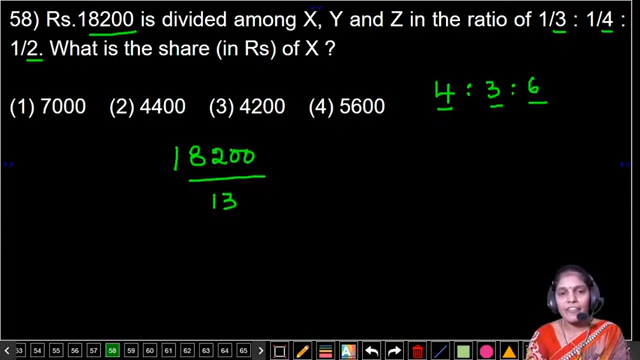 58) Rs.18200 is divided among X, Y and Z in the ratio of 1/3 : 1/4 :
1/2. What is the share (in Rs) of X ?
4 : 3 : 6
(1) 7000 (2) 4400 (3) 4200 (4) 5600
18200
13
53 54 55 56 57 58 59 60 61 62 63 64 65